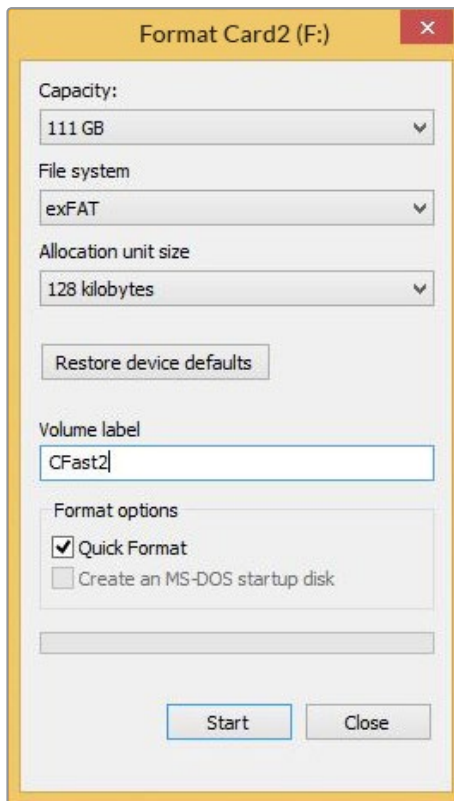 Format Card2 (F:)
Capacity:
111 GB
File system
exFAT
Allocation unit size
128 kilobytes
Restore device defaults
Volume label
CFast2
Format options
Quick Format
Create an MS-DOS startup disk
Start Close